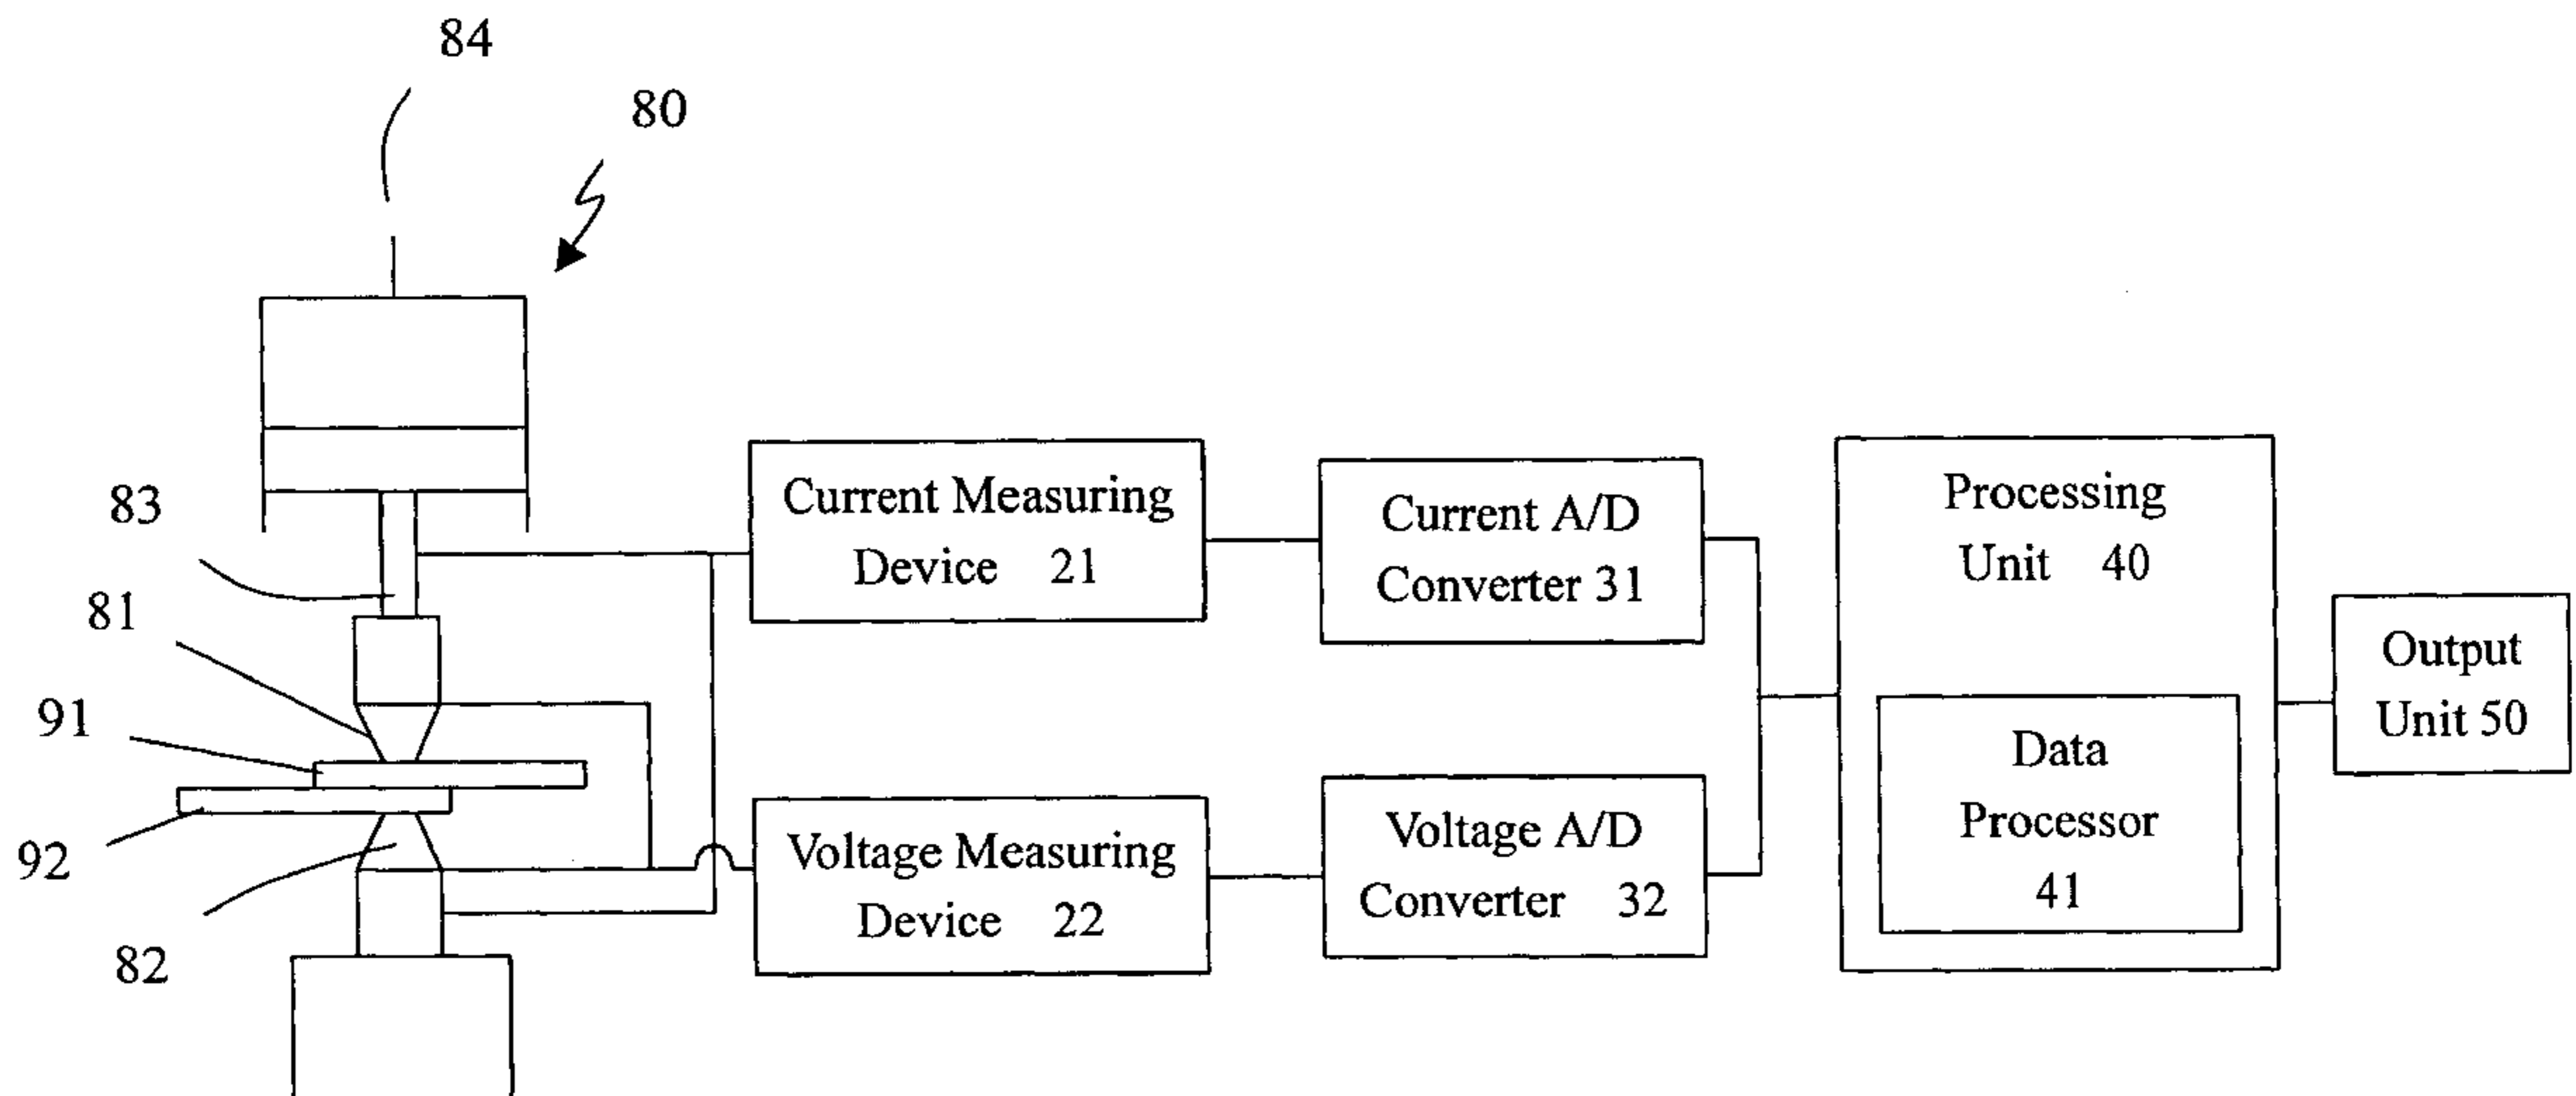 84
80
83
81
91
92
82
Current Measuring
Device 21
Current A/D
Converter 31
Voltage Measuring
Device 22
Voltage A/D
Converter 32
Processing
Unit 40
Data
Processor
41
Output
Unit 50